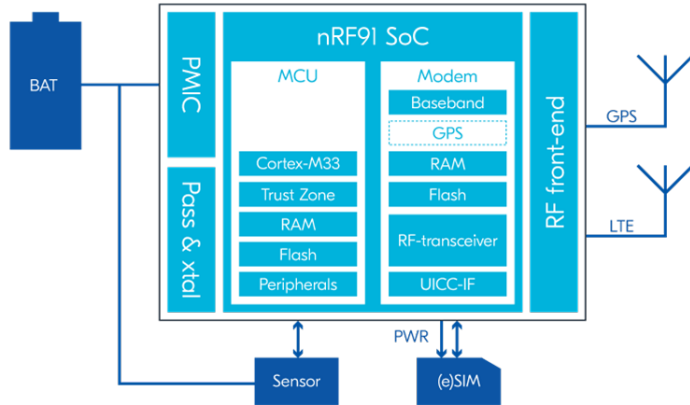 BAT
PMIC
Pass & xtal
nRF91 SoC
MCU
Cortex-M33
Trust Zone
RAM
Flash
Peripherals
Modem
Baseband
GPS
RAM
Flash
RF-transceiver
UICC-IF
RF front-end
GPS
LTE
PWR
Sensor
(e)SIM